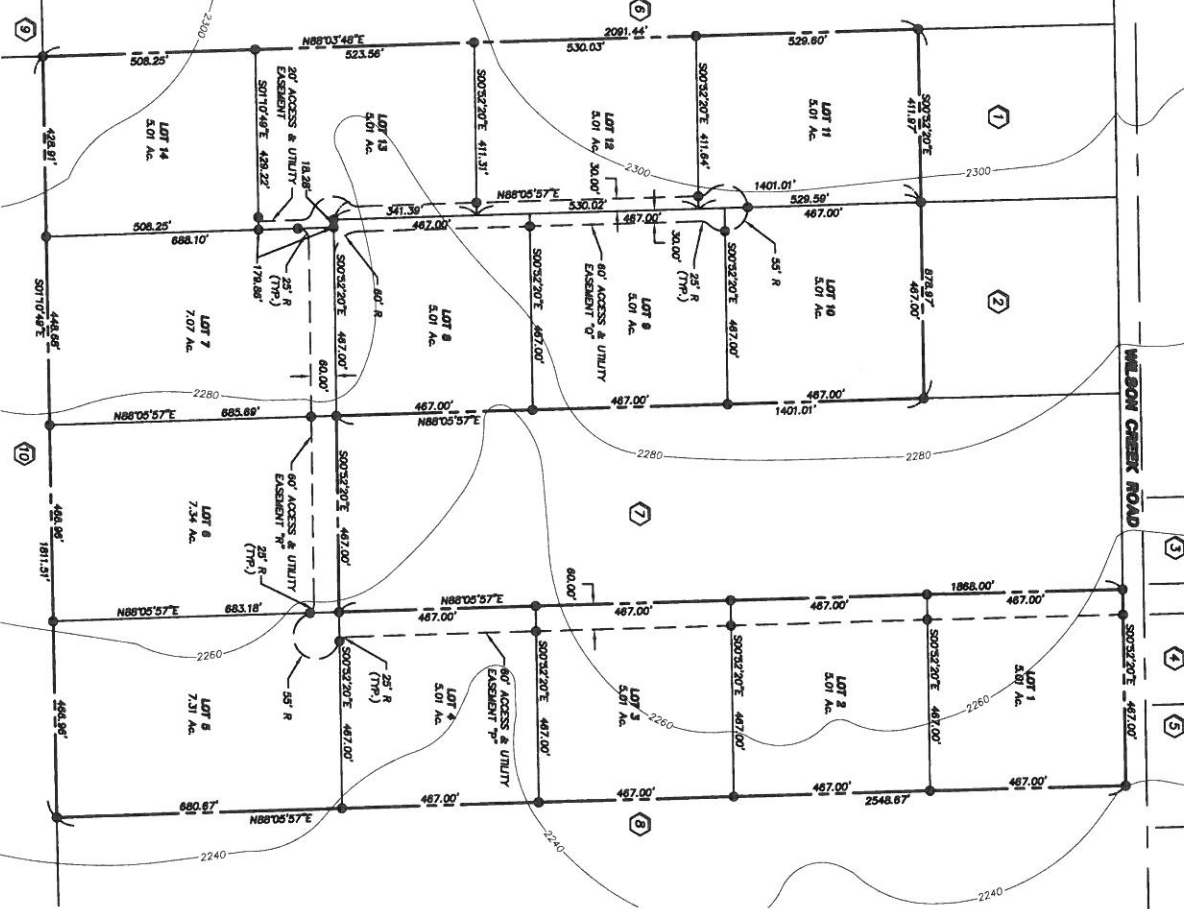 WILSON CREEK ROAD
1
2
3
4
5
6
7
8
9
10
2300
2300
2300
2280
2280
2280
2260
2260
2260
2240
2240
2240
N88°03'48"E
2091.44'
508.25'
523.56'
530.03'
529.60'
S00°52'20"E
411.97'
S00°52'20"E 411.64'
S00°52'20"E 411.31'
S01°10'49"E 429.22'
LOT 11
5.01 Ac.
LOT 12
5.01 Ac.
LOT 13
5.01 Ac.
LOT 14
5.01 Ac.
20' ACCESS & UTILITY
EASEMENT
18.28'
30.00'
30.00'
N88°05'57"E
1401.01'
341.39'
530.02'
529.59'
467.00'
467.00'
467.00'
508.25'
688.10'
179.86'
25' R
(TYP.)
60' R
25' R
(TYP.)
55' R
60' ACCESS & UTILITY
EASEMENT "Q"
878.97'
467.00'
S00°52'20"E 467.00'
S00°52'20"E 467.00'
S00°52'20"E 467.00'
LOT 10
5.01 Ac.
LOT 9
5.01 Ac.
LOT 8
5.01 Ac.
LOT 7
7.07 Ac.
60.00'
428.91'
S01°10'49"E
N88°05'57"E
685.69'
467.00'
N88°05'57"E
467.00'
467.00'
1401.01'
S00°52'20"E 467.00'
60' ACCESS & UTILITY
EASEMENT "R"
LOT 6
7.34 Ac.
25' R
(TYP.)
466.96'
1811.51'
N88°05'57"E
683.18'
N88°05'57"E
467.00'
60.00'
467.00'
467.00'
1868.00'
467.00'
S00°52'20"E 467.00'
S00°52'20"E 467.00'
S00°52'20"E 467.00'
S00°52'20"E 467.00'
S00°52'20"E 467.00'
LOT 1
5.01 Ac.
LOT 2
5.01 Ac.
LOT 3
5.01 Ac.
LOT 4
5.01 Ac.
LOT 5
7.31 Ac.
60' ACCESS & UTILITY
EASEMENT "P"
25' R
(TYP.)
55' R
466.96'
680.67'
N88°05'57"E
467.00'
467.00'
467.00'
2548.67'
467.00'